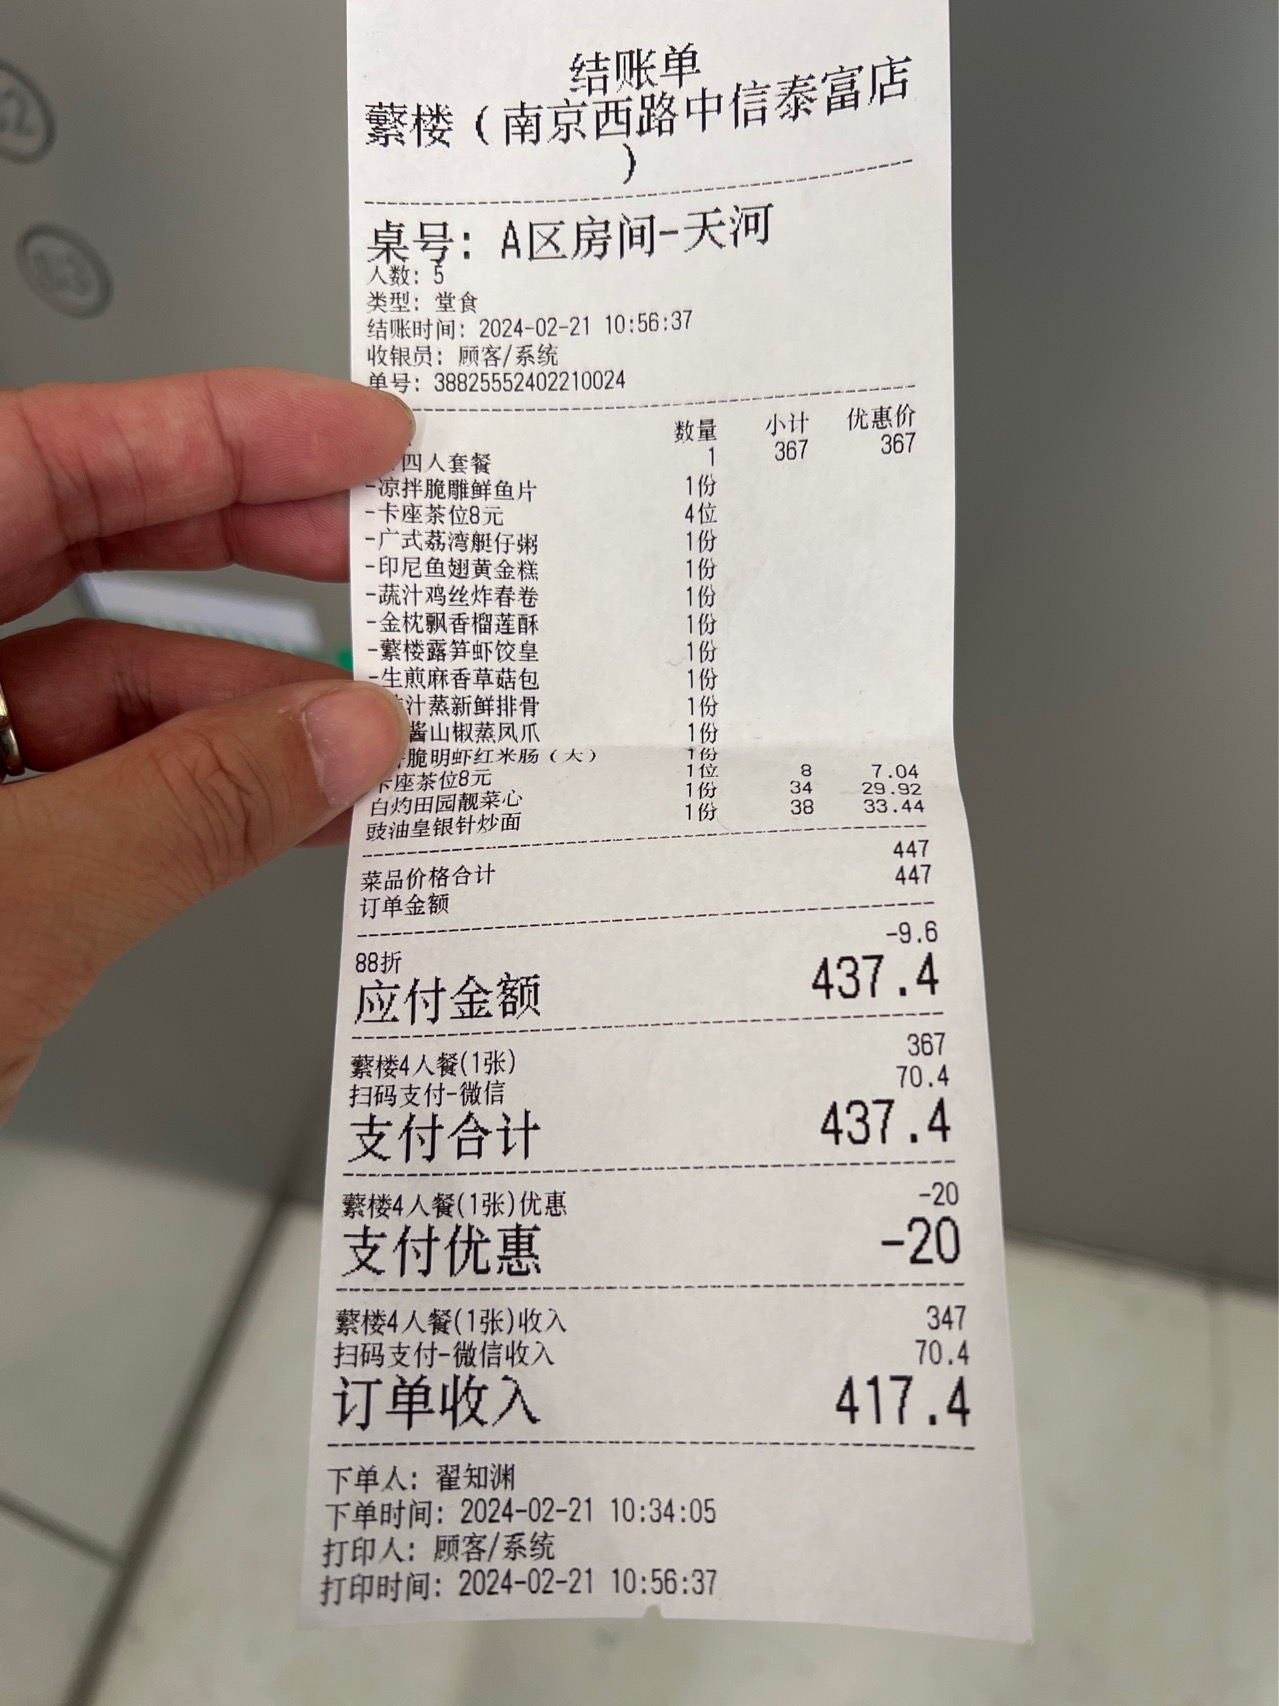 结账单
蘩楼（南京西路中信泰富店
）
桌号：A区房间-天河
人数：5
类型：堂食
结账时间：2024-02-21 10:56:37
收银员：顾客/系统
单号：38825552402210024
数量 小计 优惠价
四人套餐 1 367 367
-凉拌脆雕鲜鱼片 1份
-卡座茶位8元 4位
-广式荔湾艇仔粥 1份
-印尼鱼翅黄金糕 1份
-蔬汁鸡丝炸春卷 1份
-金枕飘香榴莲酥 1份
-蘩楼露笋虾饺皇 1份
-生煎麻香草菇包 1份
汁蒸新鲜排骨 1份
酱山椒蒸凤爪 1份
脆明虾红米肠（大） 1份
卡座茶位8元 1位 8 7.04
白灼田园靓菜心 1份 34 29.92
豉油皇银针炒面 1份 38 33.44
菜品价格合计 447
订单金额 447
88折 -9.6
应付金额 437.4
蘩楼4人餐(1张) 367
扫码支付-微信 70.4
支付合计 437.4
蘩楼4人餐(1张)优惠 -20
支付优惠 -20
蘩楼4人餐(1张)收入 347
扫码支付-微信收入 70.4
订单收入 417.4
下单人：翟知渊
下单时间：2024-02-21 10:34:05
打印人：顾客/系统
打印时间：2024-02-21 10:56:37